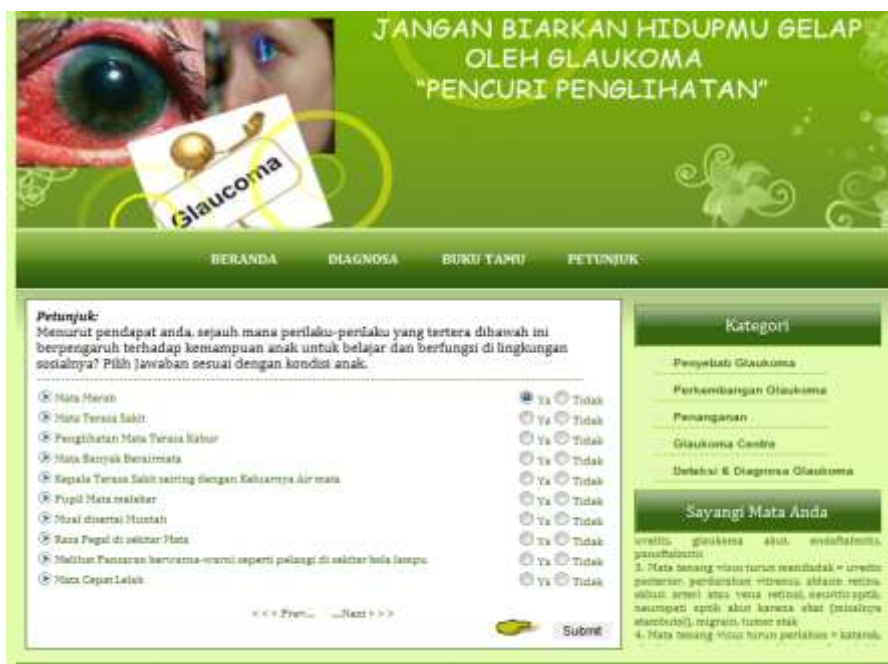 JANGAN BIARKAN HIDUPMU GELAP
OLEH GLAUKOMA
"PENCURI PENGLIHATAN"
Glaucoma
BERANDA DIAGNOSA BUKU TAMU PETUNJUK
Petunjuk:
Menurut pendapat anda, sejauh mana perilaku-perilaku yang tertera dibawah ini
berpengaruh terhadap kemampuan anak untuk belajar dan berfungsi di lingkungan
sosialnya? Pilih Jawaban sesuai dengan kondisi anak.
Mata Merah Ya Tidak
Mata Terasa Sakit Ya Tidak
Penglihatan Mata Terasa Kabur Ya Tidak
Mata Banyak Berairmata Ya Tidak
Kepala Terasa Sakit seiring dengan Keluarnya Air mata Ya Tidak
Pupil Mata melebar Ya Tidak
Mual disertai Muntah Ya Tidak
Rasa Pegal di sekitar Mata Ya Tidak
Melihat Pancaran berwarna-warni seperti pelangi di sekitar bola lampu Ya Tidak
Mata Cepat Lelah Ya Tidak
<<< Prev... ...Next >>>
Submit
Kategori
Penyebab Glaukoma
Perkembangan Glaukoma
Penanganan
Glaukoma Centre
Deteksi & Diagnosa Glaukoma
Sayangi Mata Anda
uveitis, glaukoma akut, endoftalmitis,
panoftalmitis
3. Mata tenang visus turun mendadak = uveitis
posterior, perdarahan vitreous, ablasio retina,
oklusi arteri atau vena retinal, neuritis optik,
neuropati optik akut karena obat (misalnya
etambutol), migrain, tumor otak
4. Mata tenang visus turun perlahan = katarak,